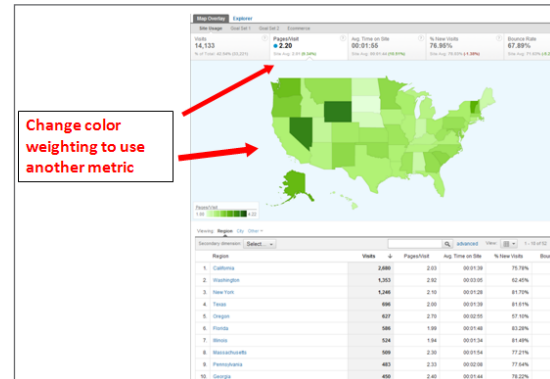 Map Overlay Explorer
Site Usage Goal Set 1 Goal Set 2 Ecommerce
Visits Pages/Visit Avg. Time on Site % New Visits Bounce Rate
14,133 2.20 00:01:55 76.95% 67.89%
Change color
weighting to use
another metric
Pages/Visit
Viewing: Region City Other
Secondary dimension: Select... advanced View:
Region Visits Pages/Visit Avg. Time on Site % New Visits
1. California 2.03 00:01:39 75.78%
2. Washington 1,353 2.92 00:03:05 62.45%
3. New York 1,246 2.10 00:01:28 81.70%
4. Texas 696 2.00 00:01:39 81.61%
5. Oregon 627 2.70 00:02:55 57.10%
6. Florida 586 1.99 00:01:48 83.28%
7. Illinois 524 1.94 00:01:34 81.49%
8. Massachusetts 509 2.30 00:01:54 77.21%
9. Pennsylvania 483 2.33 00:02:08 77.64%
10. Georgia 450 2.40 00:01:44 78.22%